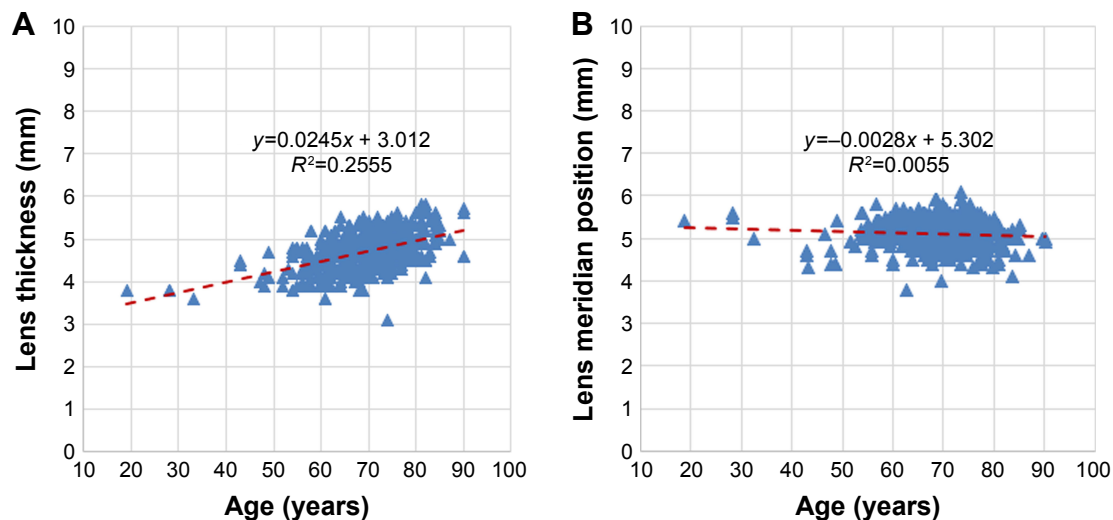 A
Lens thickness (mm)
10
9
8
7
6
5
4
3
2
1
0
y=0.0245x + 3.012
R²=0.2555
10 20 30 40 50 60 70 80 90 100
Age (years)
B
Lens meridian position (mm)
10
9
8
7
6
5
4
3
2
1
0
y=–0.0028x + 5.302
R²=0.0055
10 20 30 40 50 60 70 80 90 100
Age (years)